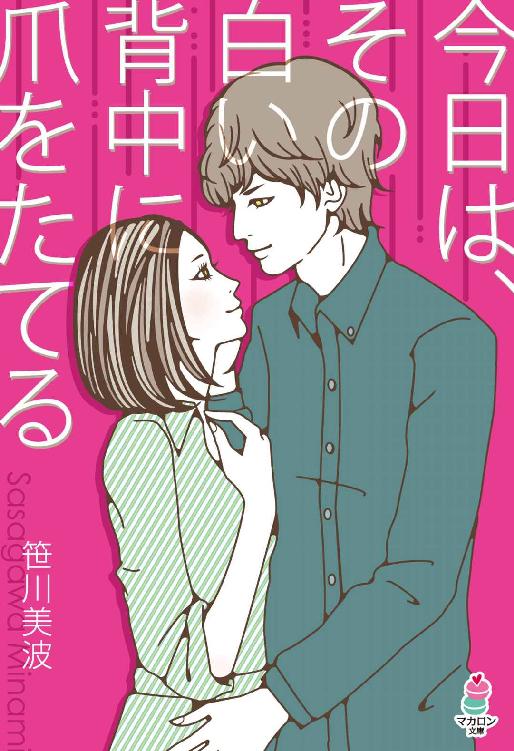 今日は、
その
白い
背中に
爪をたてる
笹川美波
Sasagawa Minami
マカロン
文庫